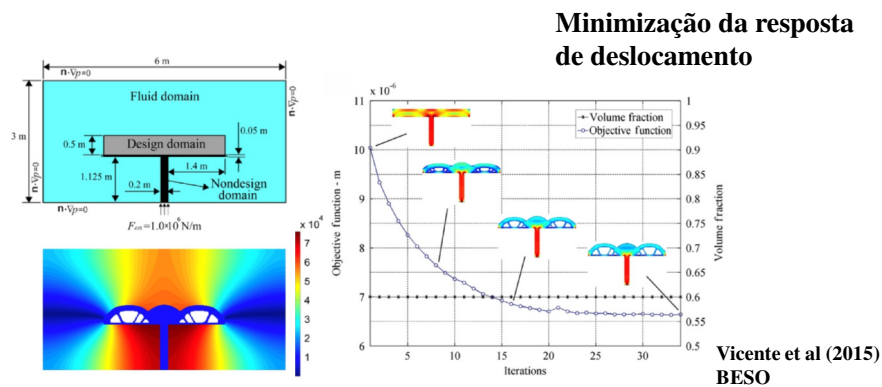 Minimização da resposta
de deslocamento
6 m
n·∇p=0
Fluid domain
n·∇p=0
3 m
0.5 m
Design domain
0.05 m
1.4 m
1.125 m
0.2 m
Nondesign
domain
n·∇p=0
n·∇p=0
x 10⁴
7
6
5
4
3
2
1
x 10⁻⁶
11
10
9
8
7
6
Objective function - m
5
10
15
20
25
30
Iterations
Volume fraction
Objective function
1
0.95
0.9
0.85
0.8
0.75
0.7
0.65
0.6
0.55
0.5
Volume fraction
Vicente et al (2015)
BESO